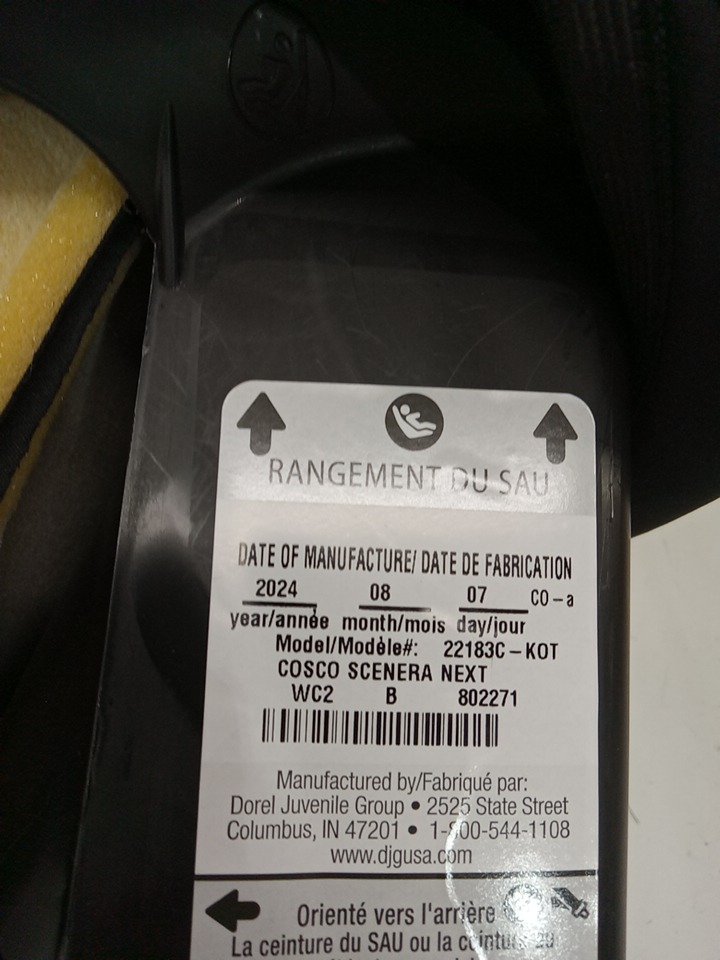 RANGEMENT DU SAU
DATE OF MANUFACTURE/ DATE DE FABRICATION
2024 08 07 CO-a
year/année month/mois day/jour
Model/Modèle#: 22183C-KOT
COSCO SCENERA NEXT
WC2 B 802271
Manufactured by/Fabriqué par:
Dorel Juvenile Group • 2525 State Street
Columbus, IN 47201 • 1-800-544-1108
www.djgusa.com
Orienté vers l'arrière
La ceinture du SAU ou la ceinture au